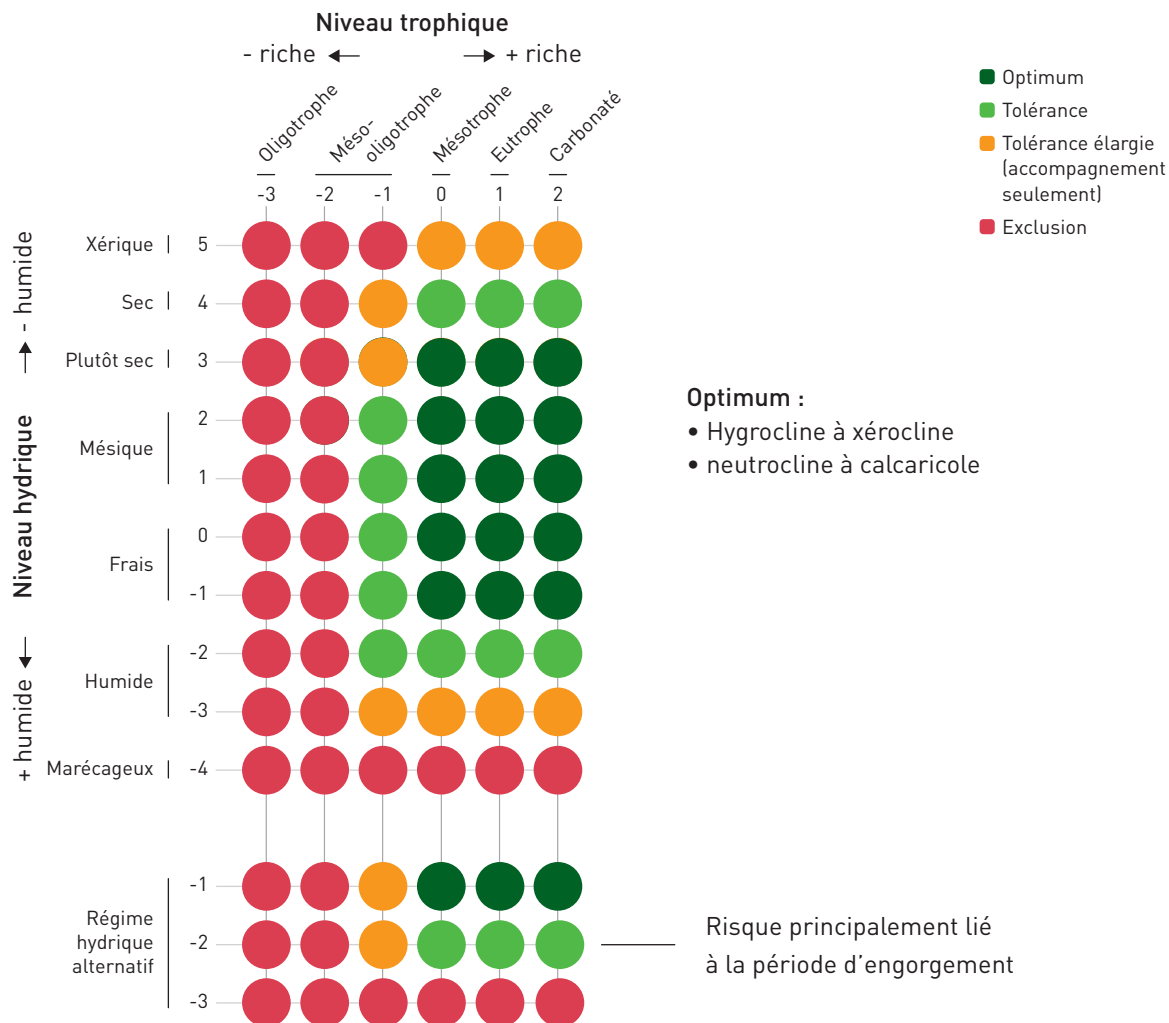 Niveau trophique
- riche
+ riche
Oligotrophe
Méso-
oligotrophe
Mésotrophe
Eutrophe
Carbonaté
-3
-2
-1
0
1
2
Optimum
Tolérance
Tolérance élargie
(accompagnement
seulement)
Exclusion
Niveau hydrique
- humide
+ humide
Xérique
5
Sec
4
Plutôt sec
3
2
Mésique
1
0
Frais
-1
-2
Humide
-3
Marécageux
-4
Optimum :
• Hygrocline à xérocline
• neutrocline à calcaricole
-1
Régime
hydrique
alternatif
-2
-3
Risque principalement lié
à la période d’engorgement